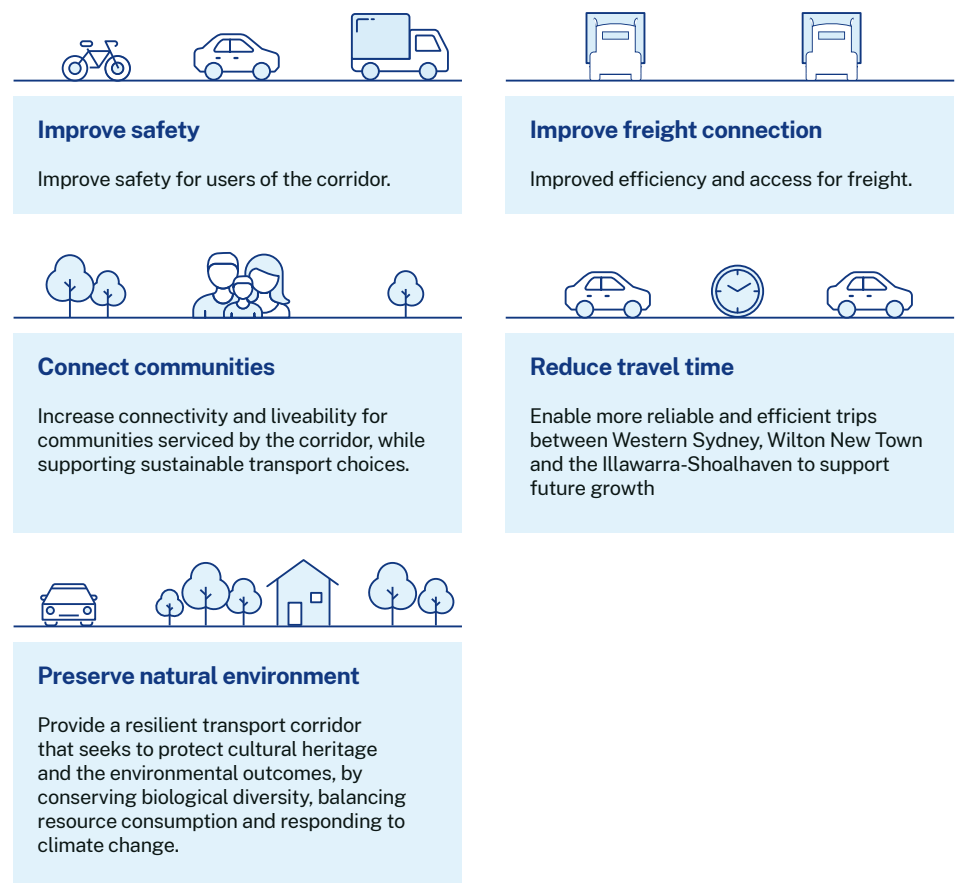 Improve safety
Improve safety for users of the corridor.
Improve freight connection
Improved efficiency and access for freight.
Connect communities
Increase connectivity and liveability for
communities serviced by the corridor, while
supporting sustainable transport choices.
Reduce travel time
Enable more reliable and efficient trips
between Western Sydney, Wilton New Town
and the Illawarra-Shoalhaven to support
future growth
Preserve natural environment
Provide a resilient transport corridor
that seeks to protect cultural heritage
and the environmental outcomes, by
conserving biological diversity, balancing
resource consumption and responding to
climate change.